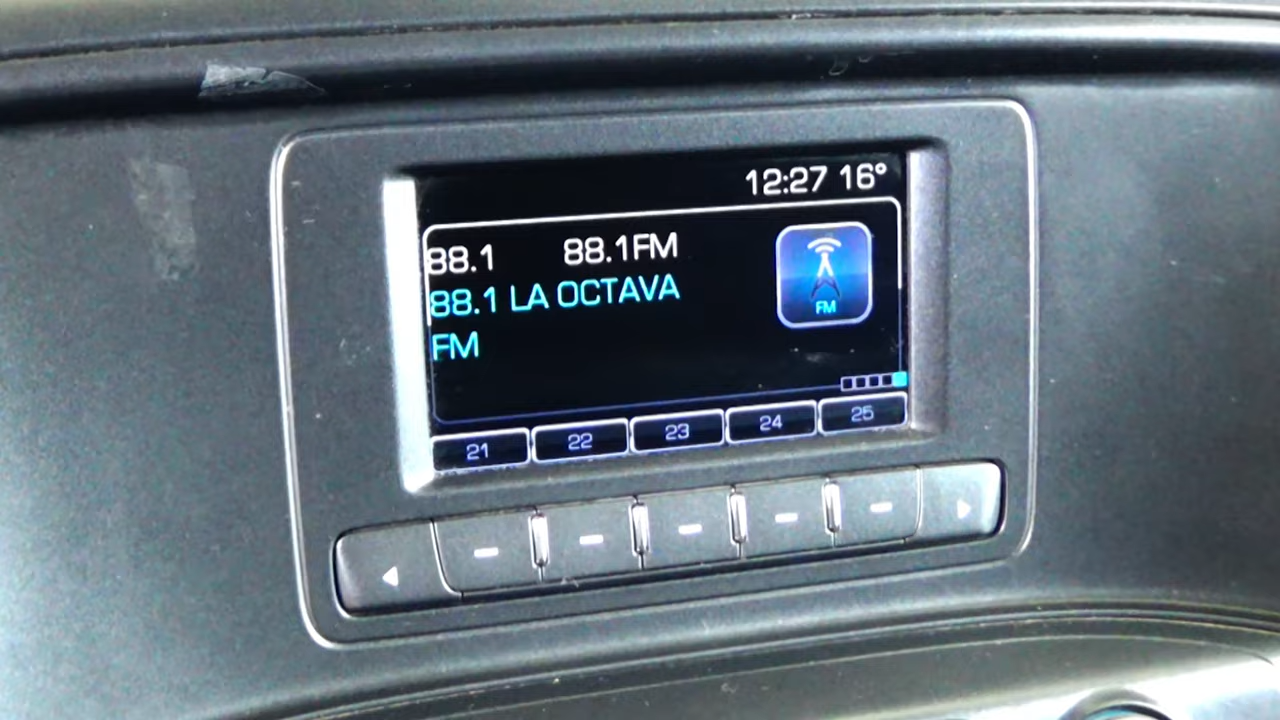 12:27 16°
88.1 88.1FM
88.1 LA OCTAVA
FM
FM
21 22 23 24 25